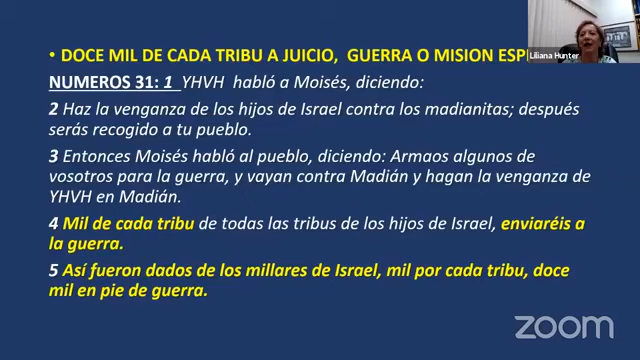 • DOCE MIL DE CADA TRIBU A JUICIO, GUERRA O MISION
Liliana Hunter
NUMEROS 31: 1 YHVH habló a Moisés, diciendo:
2 Haz la venganza de los hijos de Israel contra los madianitas; después
serás recogido a tu pueblo.
3 Entonces Moisés habló al pueblo, diciendo: Armaos algunos de
vosotros para la guerra, y vayan contra Madián y hagan la venganza de
YHVH en Madián.
4 Mil de cada tribu de todas las tribus de los hijos de Israel, enviaréis a
la guerra.
5 Así fueron dados de los millares de Israel, mil por cada tribu, doce
mil en pie de guerra.
zoom